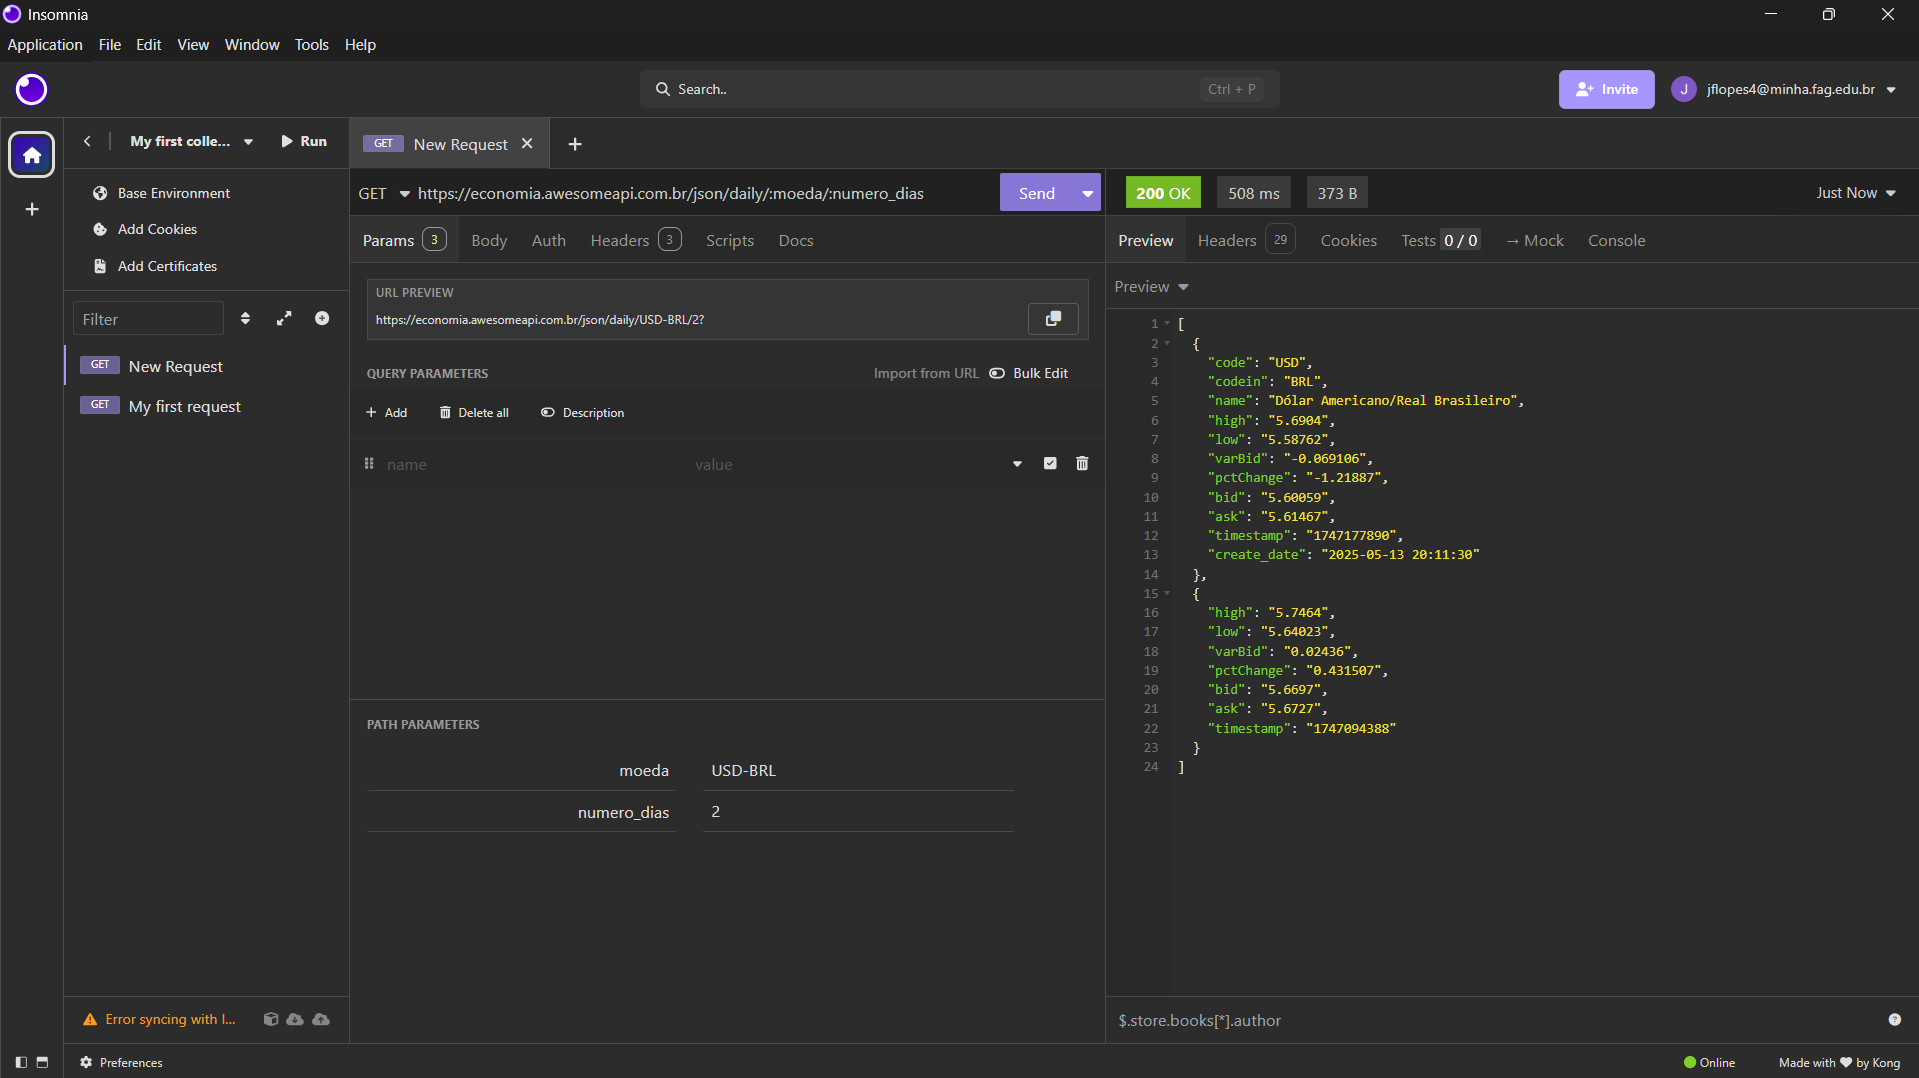 Insomnia
Application File Edit View Window Tools Help
Search.. Ctrl + P
Invite
J jflopes4@minha.fag.edu.br
My first colle... Run
GET New Request
Base Environment
Add Cookies
Add Certificates
Filter
GET New Request
GET My first request
GET https://economia.awesomeapi.com.br/json/daily/:moeda/:numero_dias Send
Params 3 Body Auth Headers 3 Scripts Docs
URL PREVIEW
https://economia.awesomeapi.com.br/json/daily/USD-BRL/2?
QUERY PARAMETERS Import from URL Bulk Edit
Add Delete all Description
name value
PATH PARAMETERS
moeda USD-BRL
numero_dias 2
200 OK 508 ms 373 B Just Now
Preview Headers 29 Cookies Tests 0 / 0 → Mock Console
Preview
1 [
2 {
3 "code": "USD",
4 "codein": "BRL",
5 "name": "Dólar Americano/Real Brasileiro",
6 "high": "5.6904",
7 "low": "5.58762",
8 "varBid": "-0.069106",
9 "pctChange": "-1.21887",
10 "bid": "5.60059",
11 "ask": "5.61467",
12 "timestamp": "1747177890",
13 "create_date": "2025-05-13 20:11:30"
14 },
15 {
16 "high": "5.7464",
17 "low": "5.64023",
18 "varBid": "0.02436",
19 "pctChange": "0.431507",
20 "bid": "5.6697",
21 "ask": "5.6727",
22 "timestamp": "1747094388"
23 }
24 ]
$.store.books[*].author
Error syncing with I...
Preferences
Online
Made with ❤ by Kong